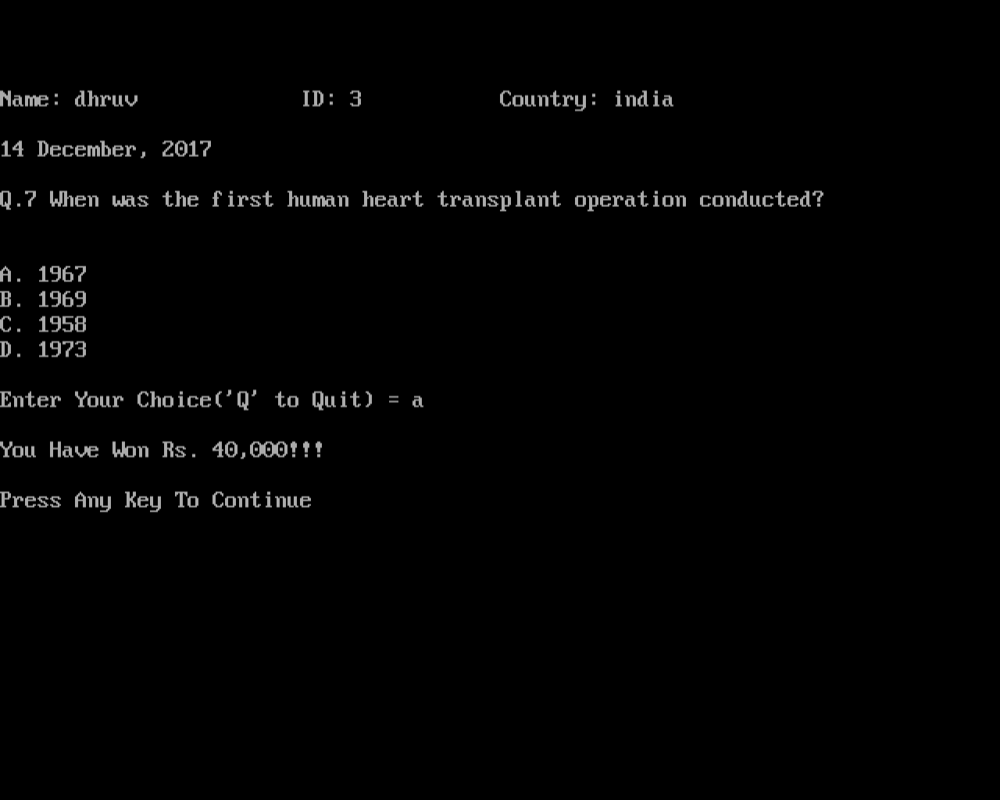 Name: dhruv ID: 3 Country: india
14 December, 2017
Q.7 When was the first human heart transplant operation conducted?
A. 1967
B. 1969
C. 1958
D. 1973
Enter Your Choice('Q' to Quit) = a
You Have Won Rs. 40,000!!!
Press Any Key To Continue